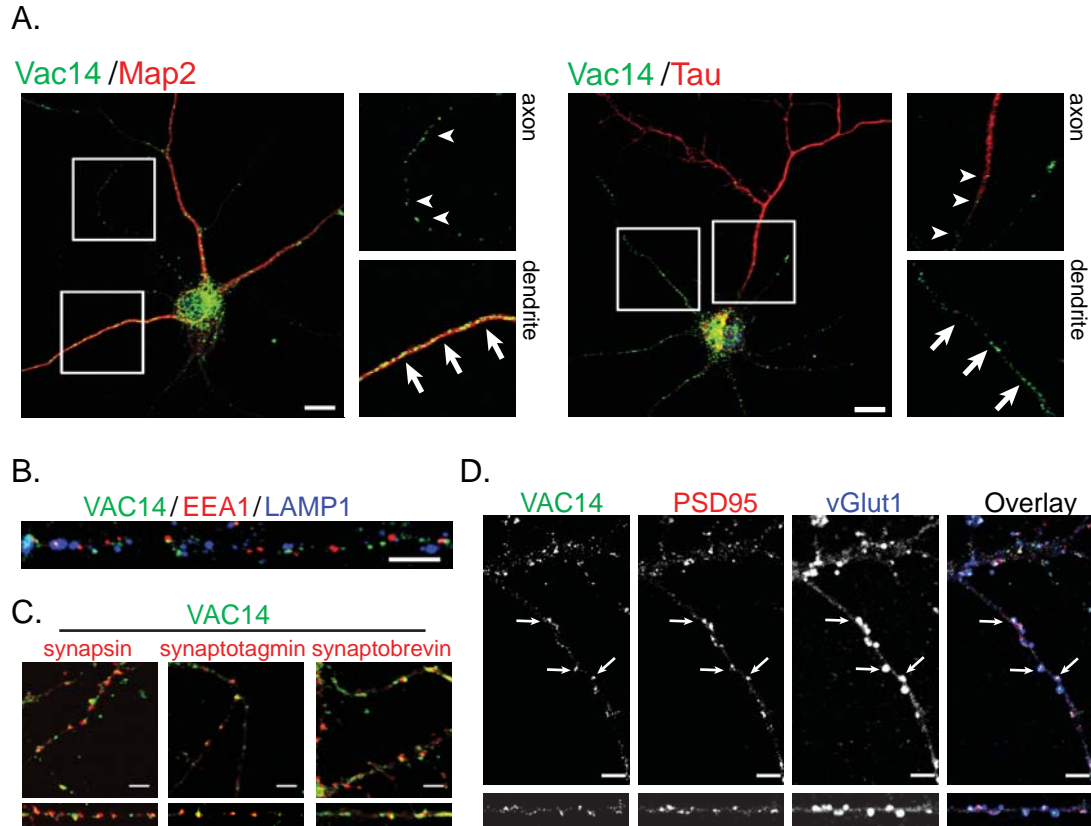 A.
Vac14 /Map2
axon
dendrite
Vac14 /Tau
axon
dendrite
B.
VAC14/EEA1/LAMP1
C.
VAC14
synapsin synaptotagmin synaptobrevin
D.
VAC14 PSD95 vGlut1 Overlay